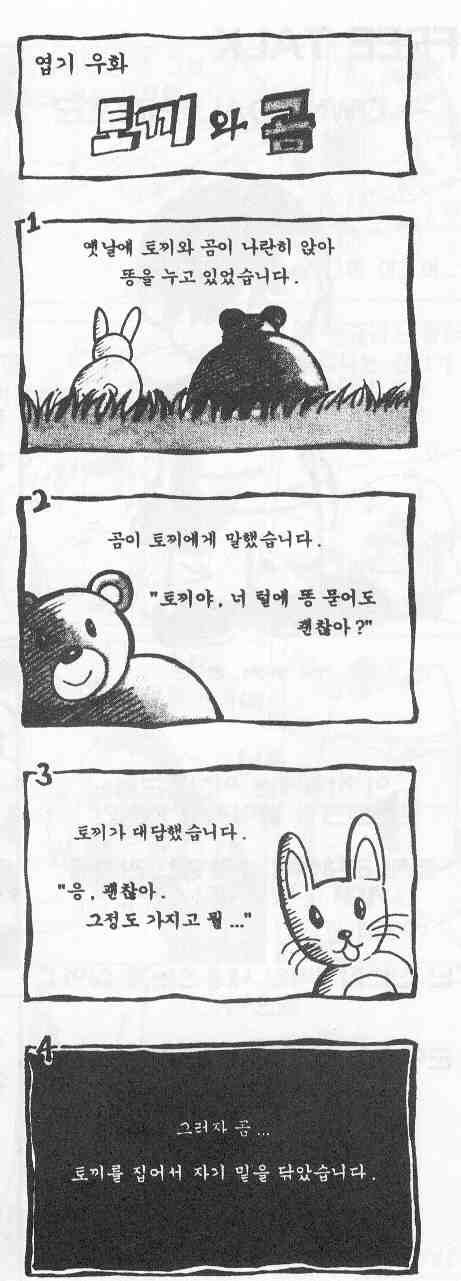 엽기 우화
토끼 와 곰
1
옛날에 토끼와 곰이 나란히 앉아
똥을 누고 있었습니다.
2
곰이 토끼에게 말했습니다.
"토끼야, 너 털에 똥 묻어도
괜찮아?"
3
토끼가 대답했습니다.
"응, 괜찮아.
그정도 가지고 뭘..."
4
그러자 곰...
토끼를 집어서 자기 밑을 닦았습니다.